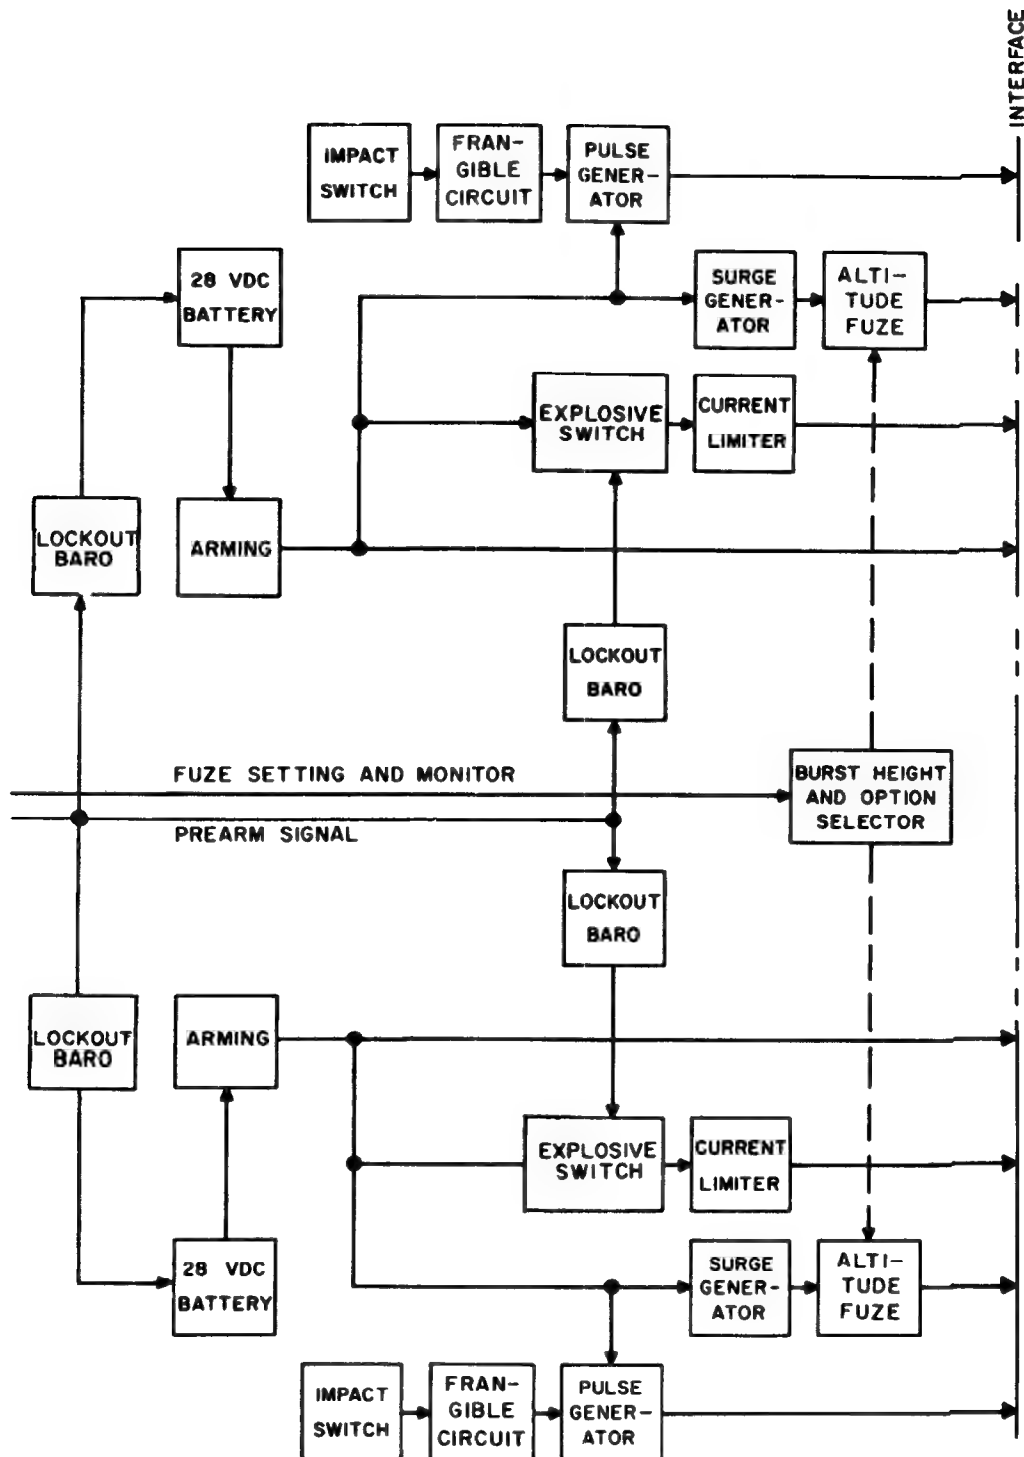 INTERFACE
IMPACT
SWITCH
FRAN-
GIBLE
CIRCUIT
PULSE
GENER-
ATOR
28 VDC
BATTERY
SURGE
GENER-
ATOR
ALTI-
TUDE
FUZE
EXPLOSIVE
SWITCH
CURRENT
LIMITER
LOCKOUT
BARO
ARMING
LOCKOUT
BARO
FUZE SETTING AND MONITOR
BURST HEIGHT
AND OPTION
SELECTOR
PREARM SIGNAL
LOCKOUT
BARO
LOCKOUT
BARO
ARMING
EXPLOSIVE
SWITCH
CURRENT
LIMITER
28 VDC
BATTERY
SURGE
GENER-
ATOR
ALTI-
TUDE
FUZE
IMPACT
SWITCH
FRAN-
GIBLE
CIRCUIT
PULSE
GENER-
ATOR